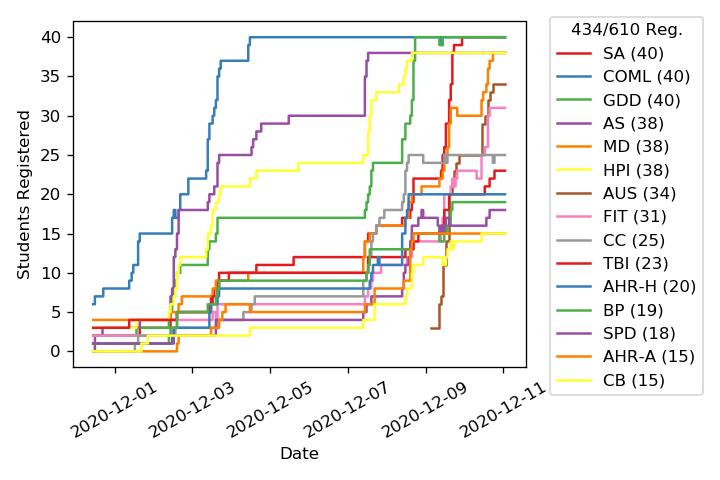 434/610 Reg.
SA (40)
COML (40)
GDD (40)
AS (38)
MD (38)
HPI (38)
AUS (34)
FIT (31)
CC (25)
TBI (23)
AHR-H (20)
BP (19)
SPD (18)
AHR-A (15)
CB (15)
Students Registered
40
35
30
25
20
15
10
5
0
2020-12-01
2020-12-03
2020-12-05
2020-12-07
2020-12-09
2020-12-11
Date